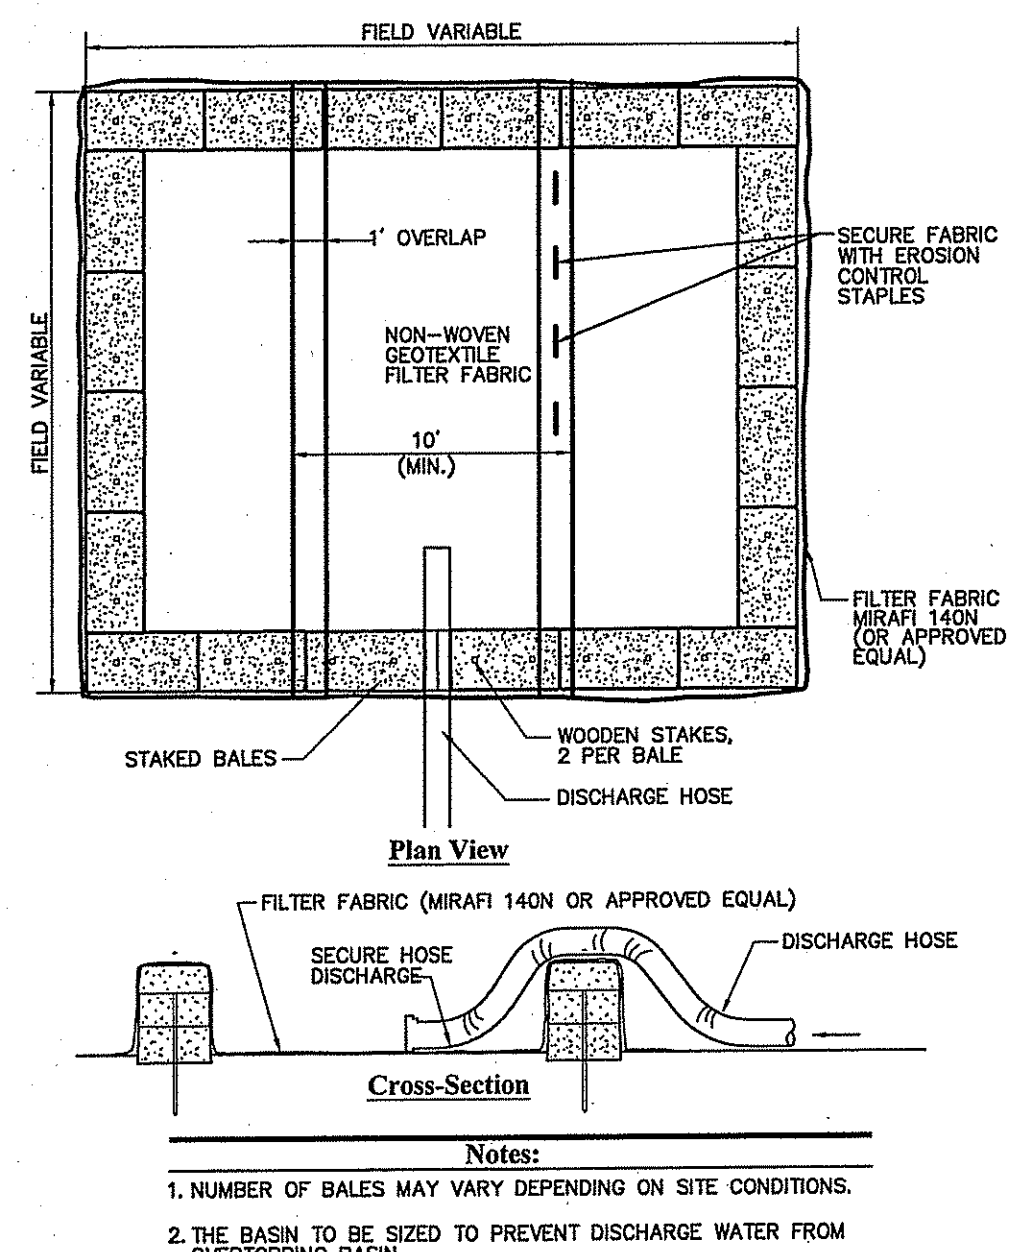 FIELD VARIABLE
FIELD VARIABLE
1' OVERLAP
SECURE FABRIC
WITH EROSION
CONTROL
STAPLES
NON-WOVEN
GEOTEXTILE
FILTER FABRIC
10'
(MIN.)
FILTER FABRIC
MIRAFI 140N
(OR APPROVED
EQUAL)
STAKED BALES
WOODEN STAKES,
2 PER BALE
DISCHARGE HOSE
Plan View
FILTER FABRIC (MIRAFI 140N OR APPROVED EQUAL)
SECURE HOSE
DISCHARGE
DISCHARGE HOSE
Cross-Section
Notes:
1. NUMBER OF BALES MAY VARY DEPENDING ON SITE CONDITIONS.
2. THE BASIN TO BE SIZED TO PREVENT DISCHARGE WATER FROM
OVERTOPPING BASIN